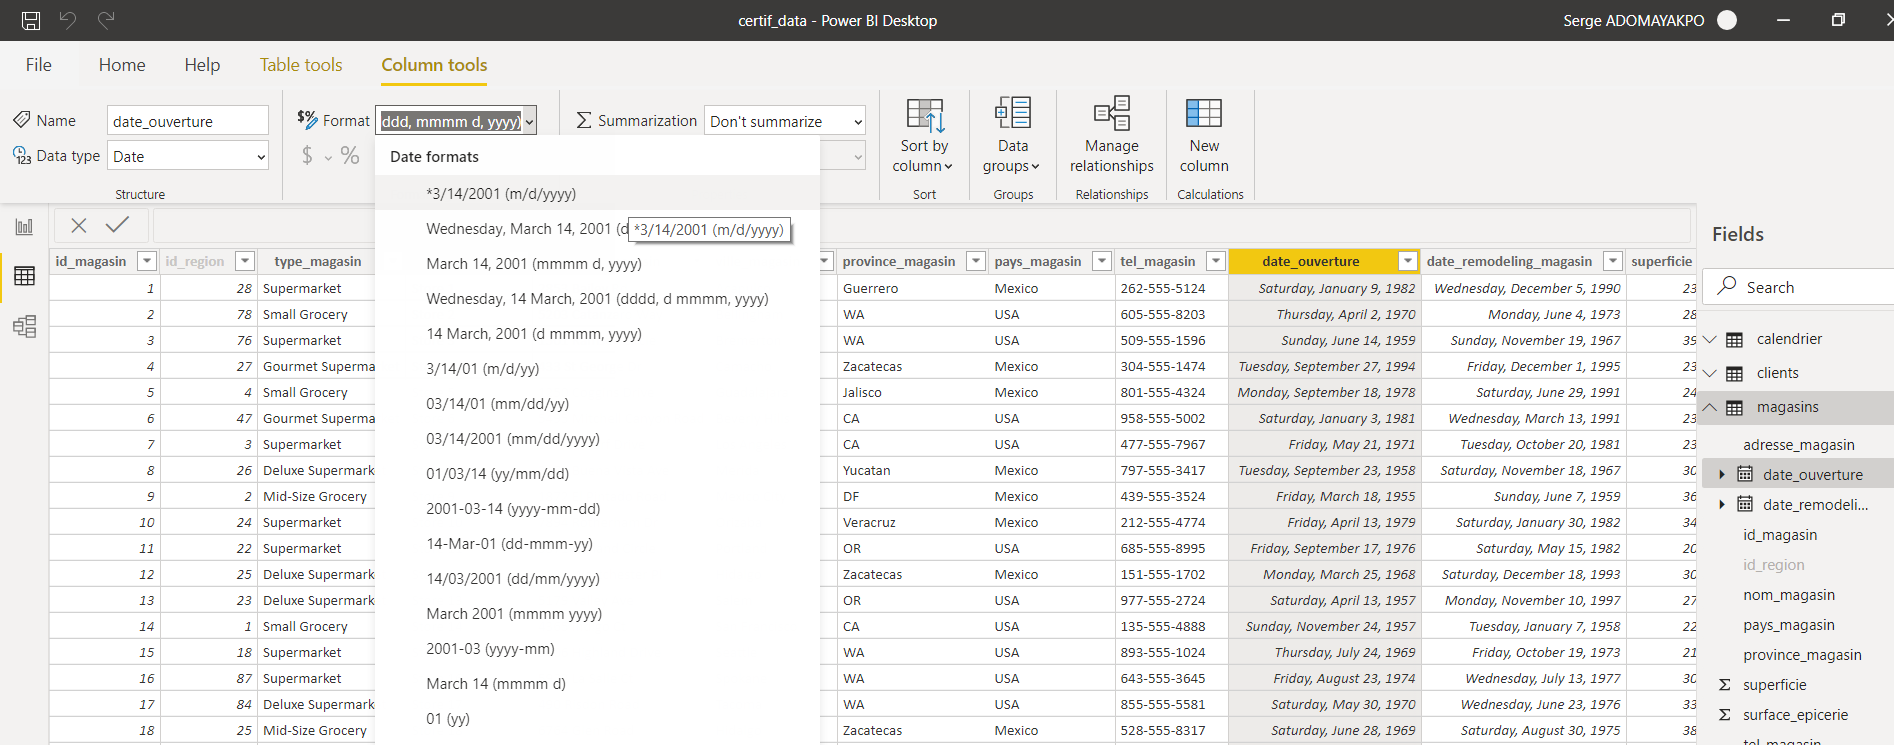 certif_data - Power BI Desktop
Serge ADOMAYAKPO
File Home Help Table tools Column tools
Name date_ouverture
Data type Date
Structure
Format ddd, mmmm d, yyyy)
$ %
Summarization Don't summarize
Sort by column
Sort
Data groups
Groups
Manage relationships
Relationships
New column
Calculations
Date formats
*3/14/2001 (m/d/yyyy)
Wednesday, March 14, 2001 (d
*3/14/2001 (m/d/yyyy)
March 14, 2001 (mmmm d, yyyy)
Wednesday, 14 March, 2001 (dddd, d mmmm, yyyy)
14 March, 2001 (d mmmm, yyyy)
3/14/01 (m/d/yy)
03/14/01 (mm/dd/yy)
03/14/2001 (mm/dd/yyyy)
01/03/14 (yy/mm/dd)
2001-03-14 (yyyy-mm-dd)
14-Mar-01 (dd-mmm-yy)
14/03/2001 (dd/mm/yyyy)
March 2001 (mmmm yyyy)
2001-03 (yyyy-mm)
March 14 (mmmm d)
01 (yy)
id_magasin id_region type_magasin province_magasin pays_magasin tel_magasin date_ouverture date_remodeling_magasin superficie
1 28 Supermarket Guerrero Mexico 262-555-5124 Saturday, January 9, 1982 Wednesday, December 5, 1990 23
2 78 Small Grocery WA USA 605-555-8203 Thursday, April 2, 1970 Monday, June 4, 1973 28
3 76 Supermarket WA USA 509-555-1596 Sunday, June 14, 1959 Sunday, November 19, 1967 39
4 27 Gourmet Superma Zacatecas Mexico 304-555-1474 Tuesday, September 27, 1994 Friday, December 1, 1995 23
5 4 Small Grocery Jalisco Mexico 801-555-4324 Monday, September 18, 1978 Saturday, June 29, 1991 24
6 47 Gourmet Superma CA USA 958-555-5002 Saturday, January 3, 1981 Wednesday, March 13, 1991 23
7 3 Supermarket CA USA 477-555-7967 Friday, May 21, 1971 Tuesday, October 20, 1981 23
8 26 Deluxe Supermark Yucatan Mexico 797-555-3417 Tuesday, September 23, 1958 Saturday, November 18, 1967 30
9 2 Mid-Size Grocery DF Mexico 439-555-3524 Friday, March 18, 1955 Sunday, June 7, 1959 36
10 24 Supermarket Veracruz Mexico 212-555-4774 Friday, April 13, 1979 Saturday, January 30, 1982 34
11 22 Supermarket OR USA 685-555-8995 Friday, September 17, 1976 Saturday, May 15, 1982 20
12 25 Deluxe Supermark Zacatecas Mexico 151-555-1702 Monday, March 25, 1968 Saturday, December 18, 1993 30
13 23 Deluxe Supermark OR USA 977-555-2724 Saturday, April 13, 1957 Monday, November 10, 1997 27
14 1 Small Grocery CA USA 135-555-4888 Sunday, November 24, 1957 Tuesday, January 7, 1958 22
15 18 Supermarket WA USA 893-555-1024 Thursday, July 24, 1969 Friday, October 19, 1973 21
16 87 Supermarket WA USA 643-555-3645 Friday, August 23, 1974 Wednesday, July 13, 1977 30
17 84 Deluxe Supermark WA USA 855-555-5581 Saturday, May 30, 1970 Wednesday, June 23, 1976 33
18 25 Mid-Size Grocery Zacatecas Mexico 528-555-8317 Saturday, June 28, 1969 Saturday, August 30, 1975 38
Fields
Search
calendrier
clients
magasins
adresse_magasin
date_ouverture
date_remodeli...
id_magasin
id_region
nom_magasin
pays_magasin
province_magasin
superficie
surface_epicerie
tel_magasin